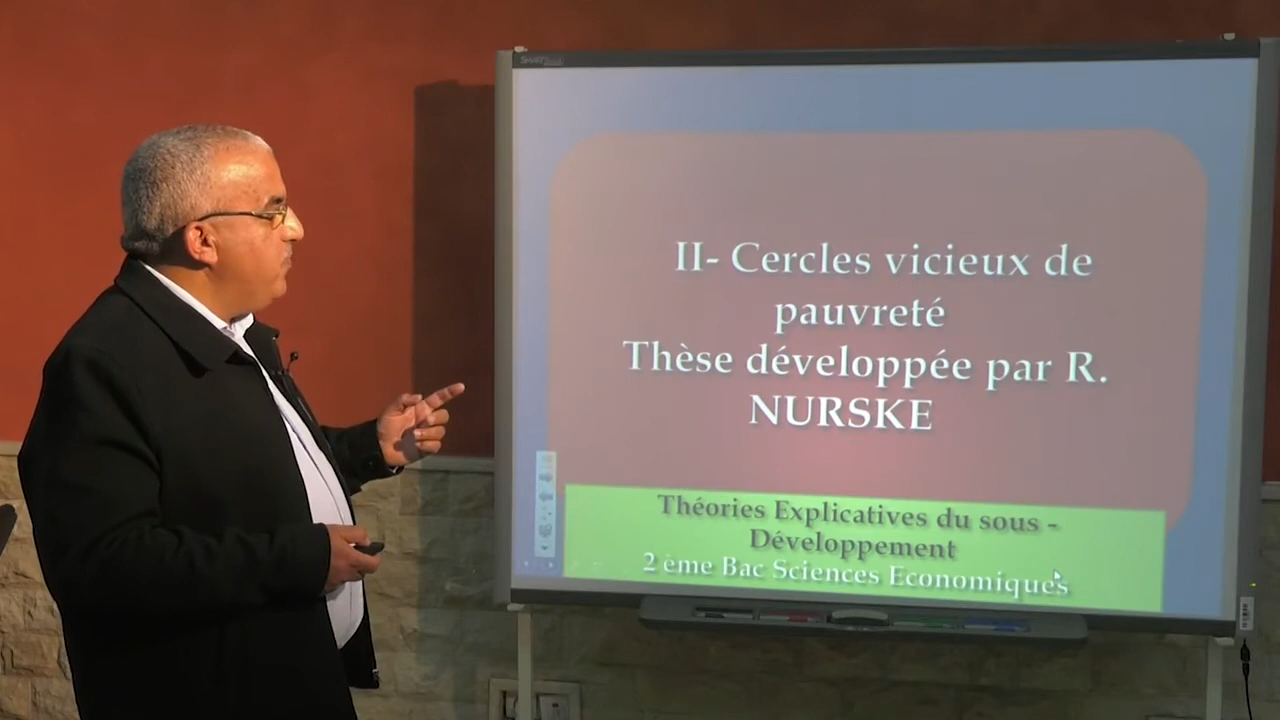 II- Cercles vicieux de
pauvreté
Thèse développée par R.
NURSKE
Théories Explicatives du sous -
Développement
2 ème Bac Sciences Economiques